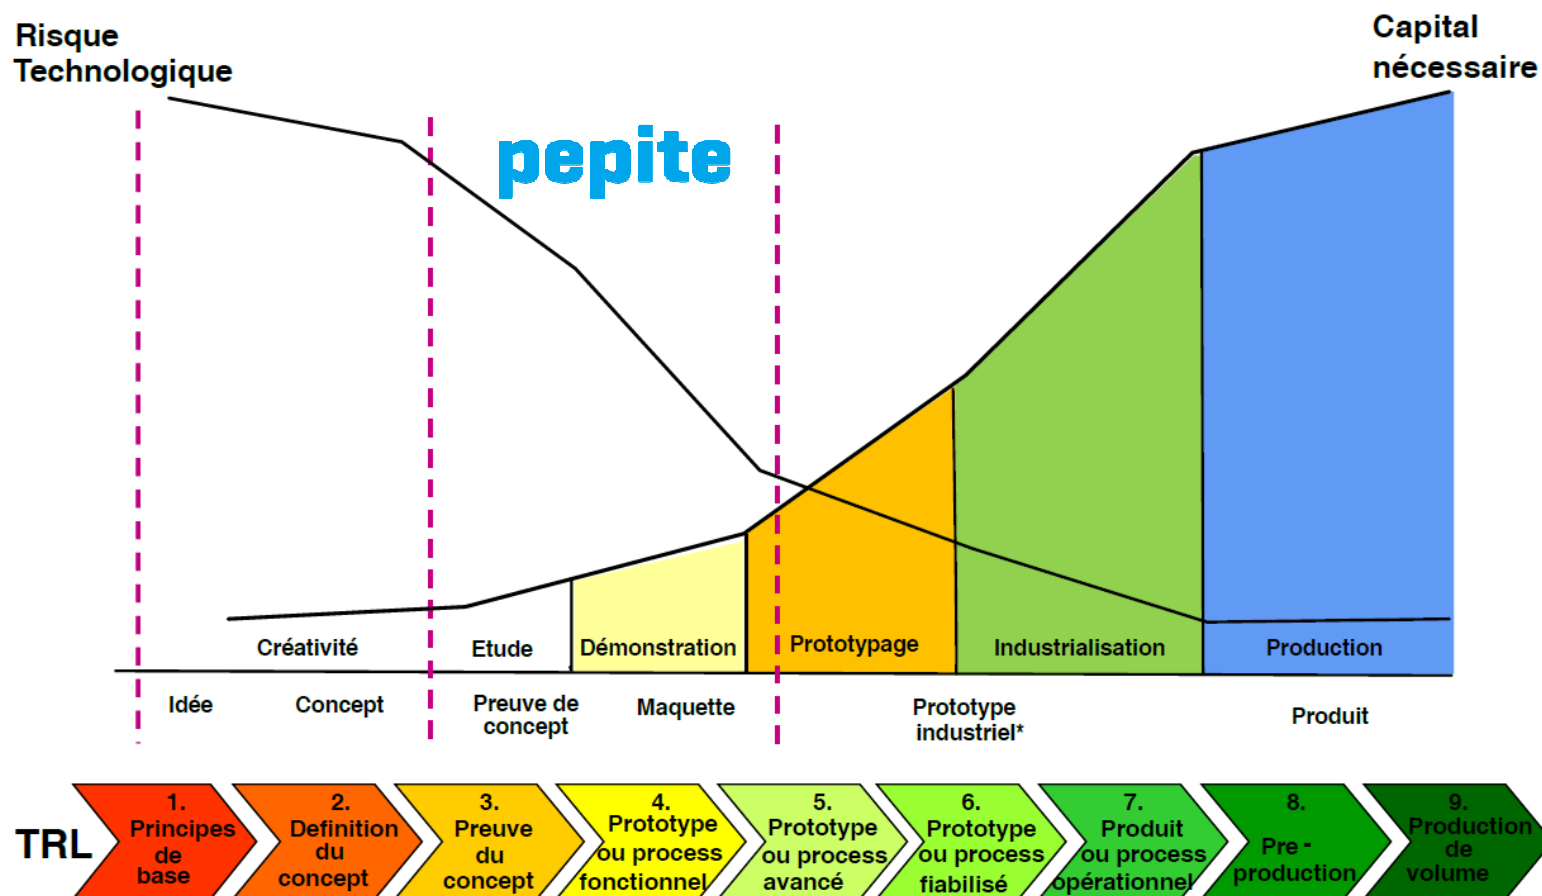 Risque
Technologique
Capital
nécessaire
pepite
Créativité
Etude
Démonstration
Prototypage
Industrialisation
Production
Idée
Concept
Preuve de
concept
Maquette
Prototype
industriel*
Produit
TRL
1.
Principes
de
base
2.
Definition
du
concept
3.
Preuve
du
concept
4.
Prototype
ou process
fonctionnel
5.
Prototype
ou process
avancé
6.
Prototype
ou process
fiabilisé
7.
Produit
ou process
opérationnel
8.
Pre -
production
9.
Production
de
volume